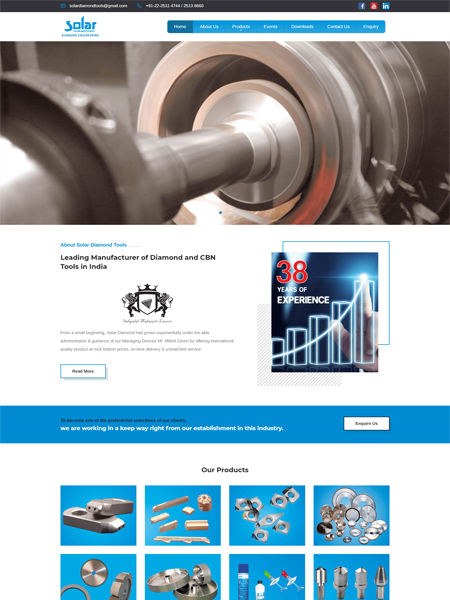 solardiamondtools@gmail.com
+91-22-2511 4744 / 2513 6660
Solar
DIAMOND ENGINEERING
Home
About Us
Products
Events
Downloads
Contact Us
Enquiry
About Solar Diamond Tools
Leading Manufacturer of Diamond and CBN
Tools in India
From a small beginning, Solar Diamond had grown exponentially under the able
administration & guidance of our Managing Director Mr. Milind Zaveri by offering international
quality product at rock bottom prices, on-time delivery & unmatched service.
Read More
38
YEARS OF
EXPERIENCE
To become one of the preferential selections of our clients,
we are working in a keep way right from our establishment in this industry.
Enquire Us
Our Products